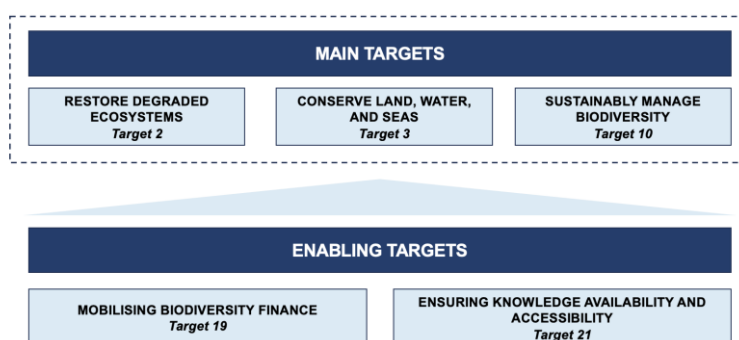 MAIN TARGETS
RESTORE DEGRADED
ECOSYSTEMS
Target 2
CONSERVE LAND, WATER,
AND SEAS
Target 3
SUSTAINABLY MANAGE
BIODIVERSITY
Target 10
ENABLING TARGETS
MOBILISING BIODIVERSITY FINANCE
Target 19
ENSURING KNOWLEDGE AVAILABILITY AND
ACCESSIBILITY
Target 21